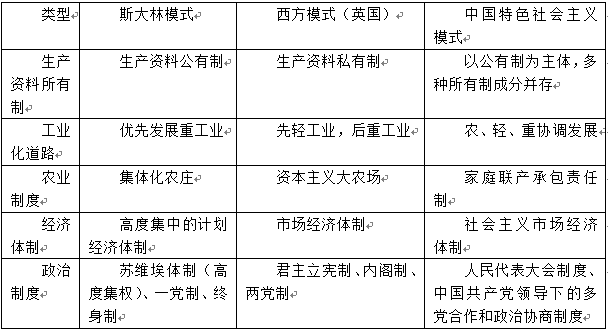 类型 斯大林模式 西方模式（英国） 中国特色社会主义
模式
生产 生产资料公有制 生产资料私有制 以公有制为主体，多
资料所有 种所有制成分并存
制
工业 优先发展重工业 先轻工业，后重工业 农、轻、重协调发展
化道路
农业 集体化农庄 资本主义大农场 家庭联产承包责任
制度 制
经济 高度集中的计划 市场经济体制 社会主义市场经济
体制 经济体制 体制
政治 苏维埃体制（高 君主立宪制、内阁制、 人民代表大会制度、
制度 度集权）、一党制、终 两党制 中国共产党领导下的多
身制 党合作和政治协商制度